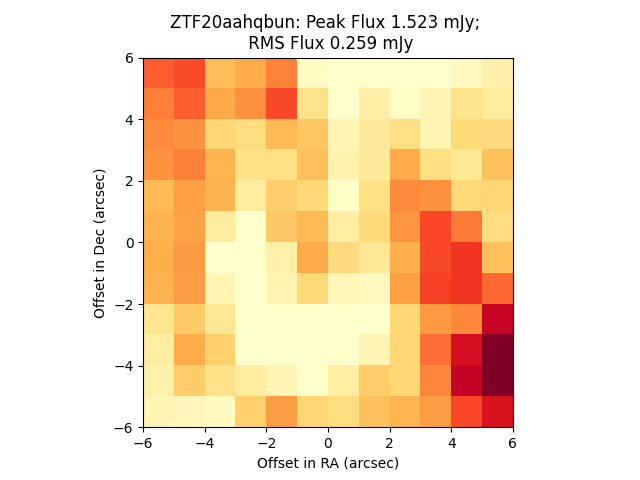 ZTF20aahqbun: Peak Flux 1.523 mJy;
RMS Flux 0.259 mJy
6
4
2
0
−2
−4
−6
Offset in Dec (arcsec)
−6 −4 −2 0 2 4 6
Offset in RA (arcsec)